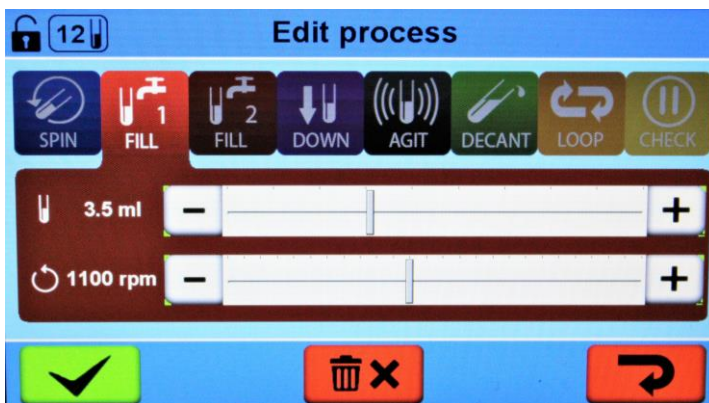 12 Edit process
SPIN 1 FILL 2 FILL DOWN AGIT DECANT LOOP CHECK
3.5 ml - +
1100 rpm - +